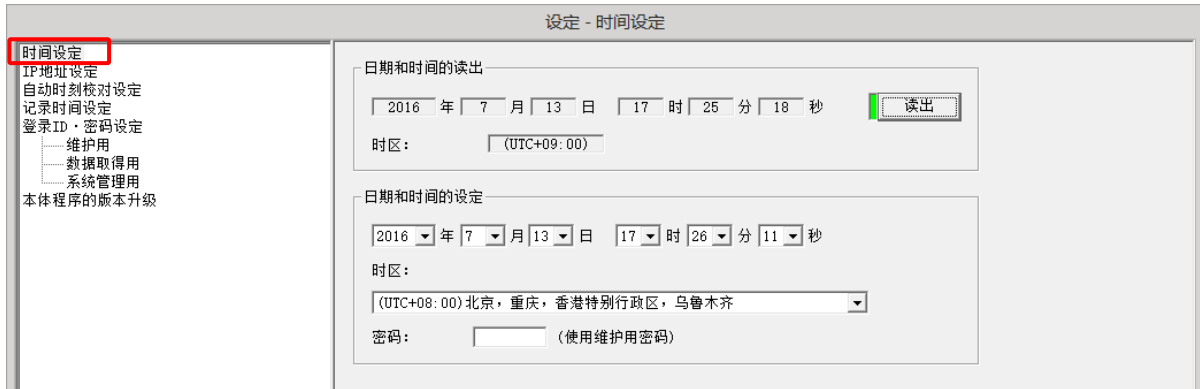 设定 - 时间设定
时间设定
IP地址设定
自动时刻校对设定
记录时间设定
登录ID・密码设定
维护用
数据取得用
系统管理用
本体程序的版本升级
日期和时间的读出
2016 年 7 月 13 日 17 时 25 分 18 秒 读出
时区: (UTC+09:00)
日期和时间的设定
2016 年 7 月 13 日 17 时 26 分 11 秒
时区:
(UTC+08:00)北京，重庆，香港特别行政区，乌鲁木齐
密码: (使用维护用密码)